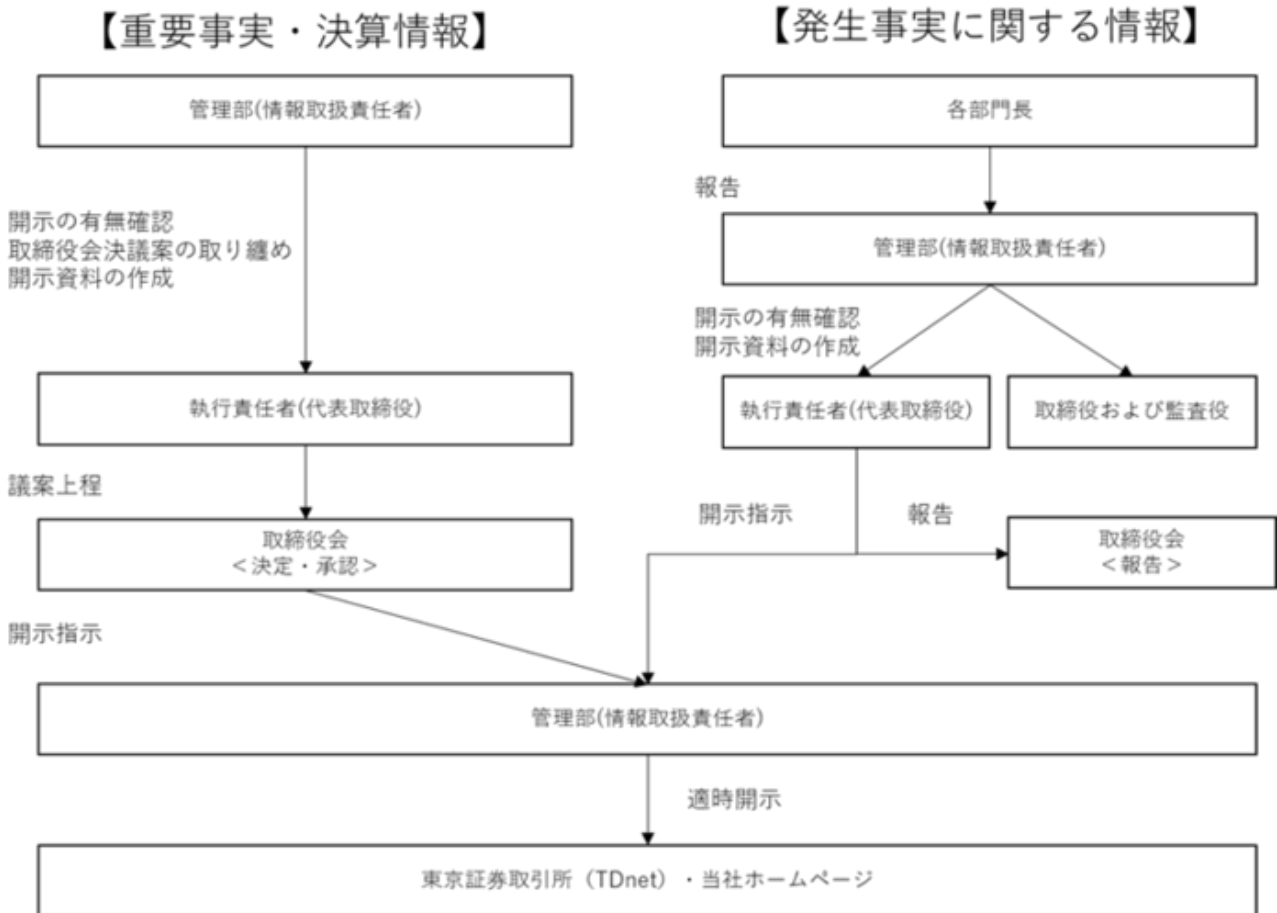 【重要事実・決算情報】
管理部(情報取扱責任者)
開示の有無確認
取締役会決議案の取り纏め
開示資料の作成
執行責任者(代表取締役)
議案上程
取締役会
＜決定・承認＞
開示指示
【発生事実に関する情報】
各部門長
報告
管理部(情報取扱責任者)
開示の有無確認
開示資料の作成
執行責任者(代表取締役)
取締役および監査役
開示指示
報告
取締役会
＜報告＞
管理部(情報取扱責任者)
適時開示
東京証券取引所（TDnet）・当社ホームページ